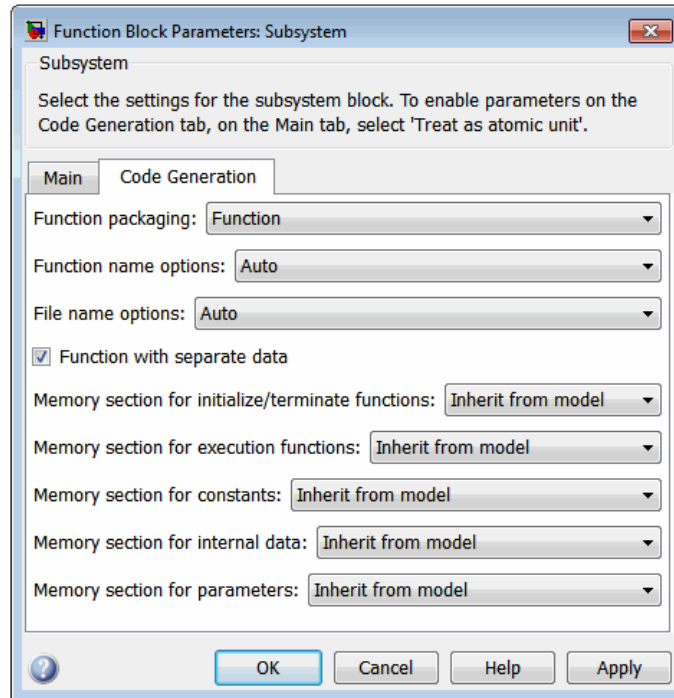 Function Block Parameters: Subsystem
Subsystem
Select the settings for the subsystem block. To enable parameters on the
Code Generation tab, on the Main tab, select 'Treat as atomic unit'.
Main Code Generation
Function packaging: Function
Function name options: Auto
File name options: Auto
Function with separate data
Memory section for initialize/terminate functions: Inherit from model
Memory section for execution functions: Inherit from model
Memory section for constants: Inherit from model
Memory section for internal data: Inherit from model
Memory section for parameters: Inherit from model
? OK Cancel Help Apply